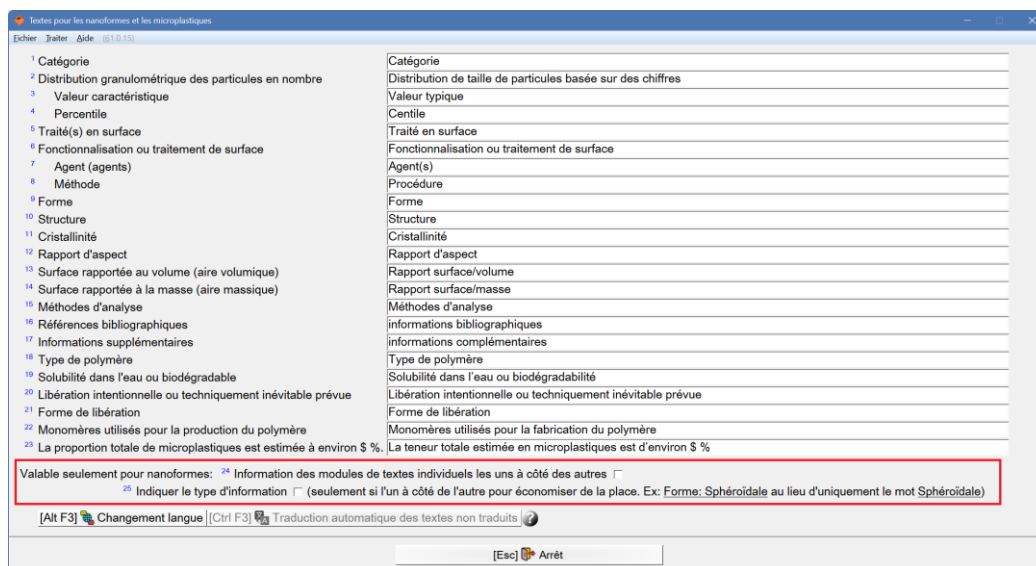 Textes pour les nanoformes et les microplastiques
Fichier Traiter Aide (61.0.15)
1 Catégorie Catégorie
2 Distribution granulométrique des particules en nombre Distribution de taille de particules basée sur des chiffres
3 Valeur caractéristique Valeur typique
4 Percentile Centile
5 Traité(s) en surface Traité en surface
6 Fonctionnalisation ou traitement de surface Fonctionnalisation ou traitement de surface
7 Agent (agents) Agent(s)
8 Méthode Procédure
9 Forme Forme
10 Structure Structure
11 Cristallinité Cristallinité
12 Rapport d'aspect Rapport d'aspect
13 Surface rapportée au volume (aire volumique) Rapport surface/volume
14 Surface rapportée à la masse (aire massique) Rapport surface/masse
15 Méthodes d'analyse Méthodes d'analyse
16 Références bibliographiques informations bibliographiques
17 Informations supplémentaires informations complémentaires
18 Type de polymère Type de polymère
19 Solubilité dans l'eau ou biodégradable Solubilité dans l'eau ou biodégradabilité
20 Libération intentionnelle ou techniquement inévitable prévue Libération intentionnelle ou techniquement inévitable prévue
21 Forme de libération Forme de libération
22 Monomères utilisés pour la production du polymère Monomères utilisés pour la fabrication du polymère
23 La proportion totale de microplastiques est estimée à environ $ %. La teneur totale estimée en microplastiques est d'environ $ %
Valable seulement pour nanoformes: 24 Information des modules de textes individuels les uns à côté des autres
25 Indiquer le type d'information (seulement si l'un à côté de l'autre pour économiser de la place. Ex: Forme: Sphéroïdale au lieu d'uniquement le mot Sphéroïdale)
[Alt F3] Changement langue [Ctrl F3] Traduction automatique des textes non traduits ?
[Esc] Arrêt